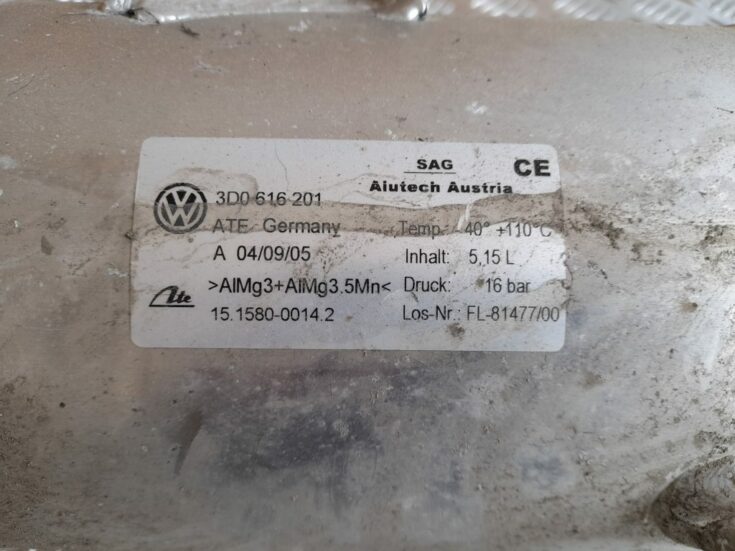 SAG CE
Alutech Austria
3D0 616 201
ATE Germany Temp. 40° +110°C
A 04/09/05 Inhalt: 5,15 L
>AlMg3+AlMg3.5Mn< Druck: 16 bar
Ate 15.1580-0014.2 Los-Nr.: FL-81477/00